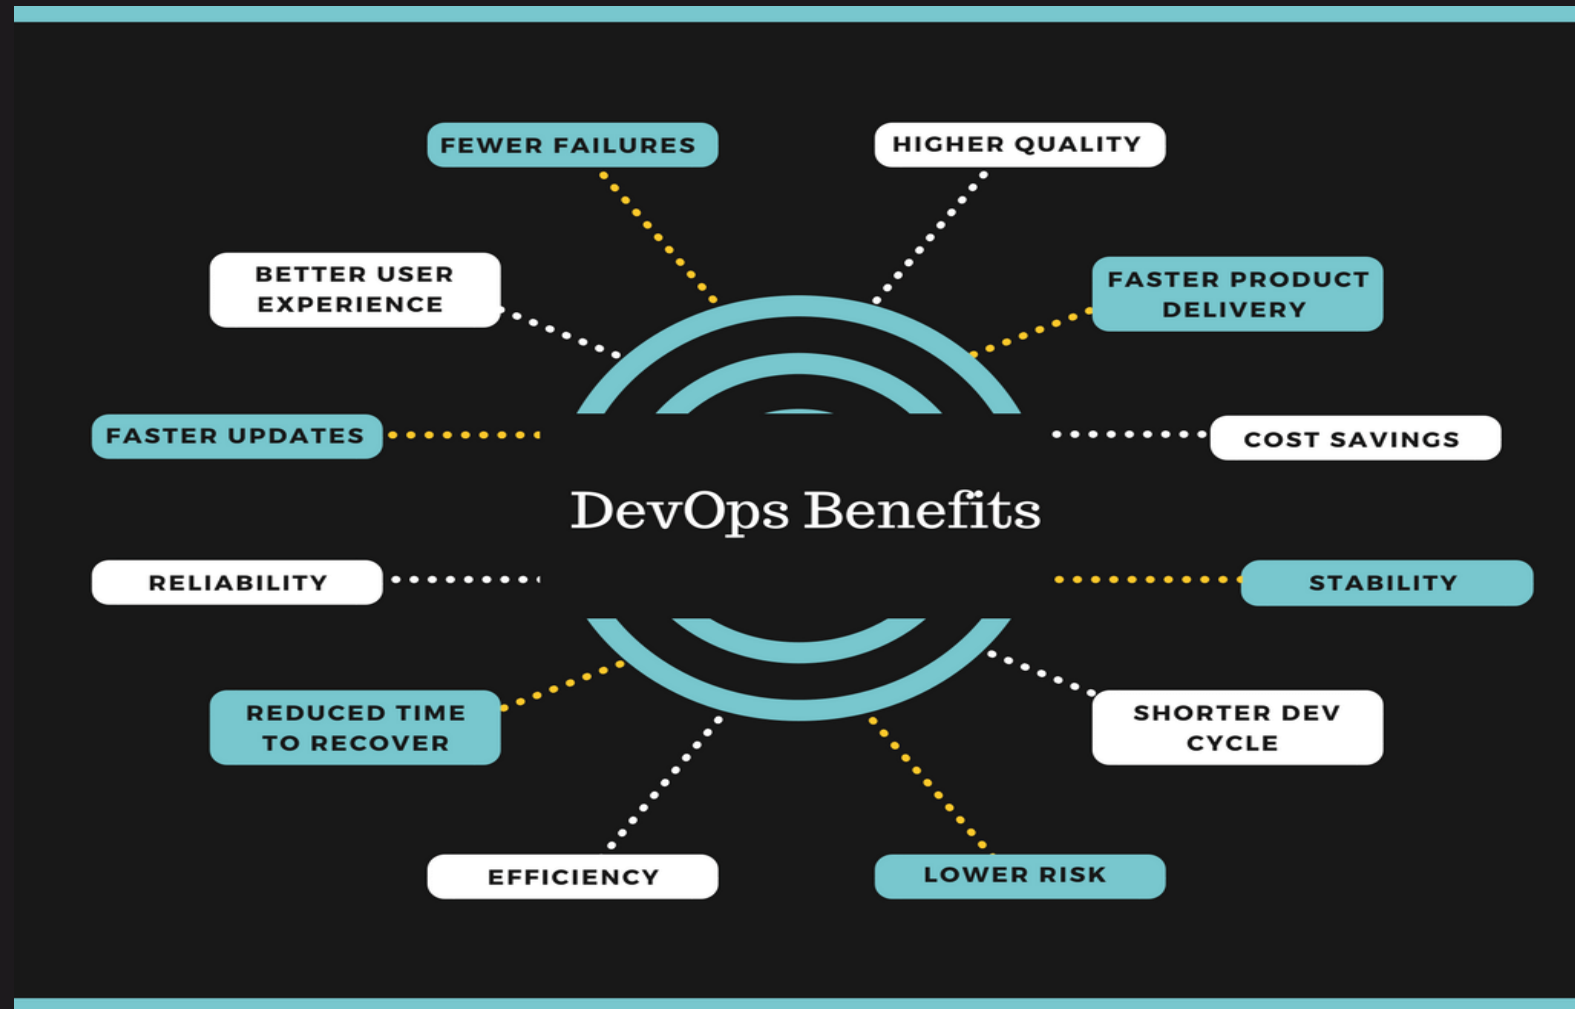 FEWER FAILURES
HIGHER QUALITY
BETTER USER
EXPERIENCE
FASTER PRODUCT
DELIVERY
FASTER UPDATES
COST SAVINGS
DevOps Benefits
RELIABILITY
STABILITY
REDUCED TIME
TO RECOVER
SHORTER DEV
CYCLE
EFFICIENCY
LOWER RISK